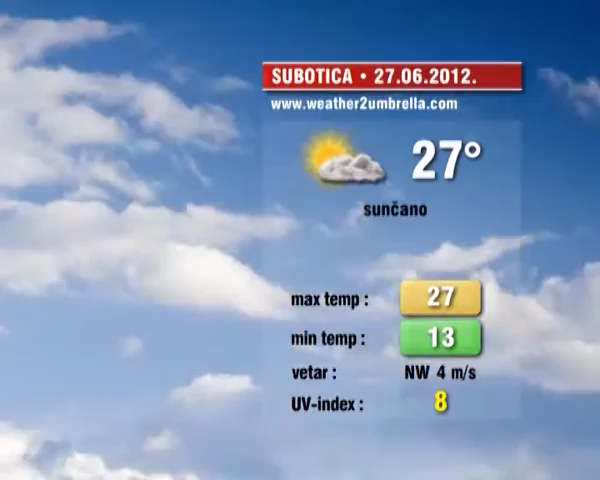 SUBOTICA • 27.06.2012.
www.weather2umbrella.com
27°
sunčano
max temp : 27
min temp : 13
vetar : NW 4 m/s
UV-index : 8